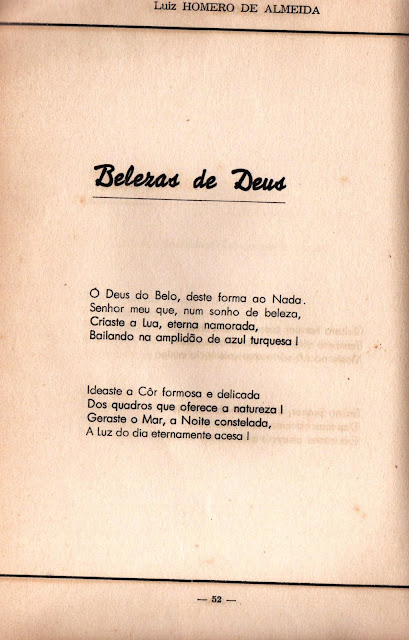 Luiz HOMERO DE ALMEIDA
Belezas de Deus
Ó Deus do Belo, deste forma ao Nada.
Senhor meu que, num sonho de beleza,
Criaste a Lua, eterna namorada,
Bailando na amplidão de azul turquesa !
Ideaste a Côr formosa e delicada
Dos quadros que oferece a natureza !
Geraste o Mar, a Noite constelada,
A Luz do dia eternamente acesa !
— 52 —